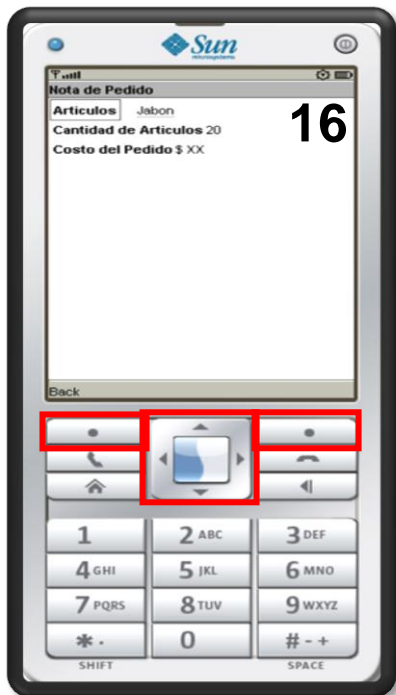 Sun
microsystems
Nota de Pedido
16
Articulos Jabon
Cantidad de Articulos 20
Costo del Pedido $ XX
Back
1 2 ABC 3 DEF
4 GHI 5 JKL 6 MNO
7 PQRS 8 TUV 9 WXYZ
* . 0 # - +
SHIFT SPACE